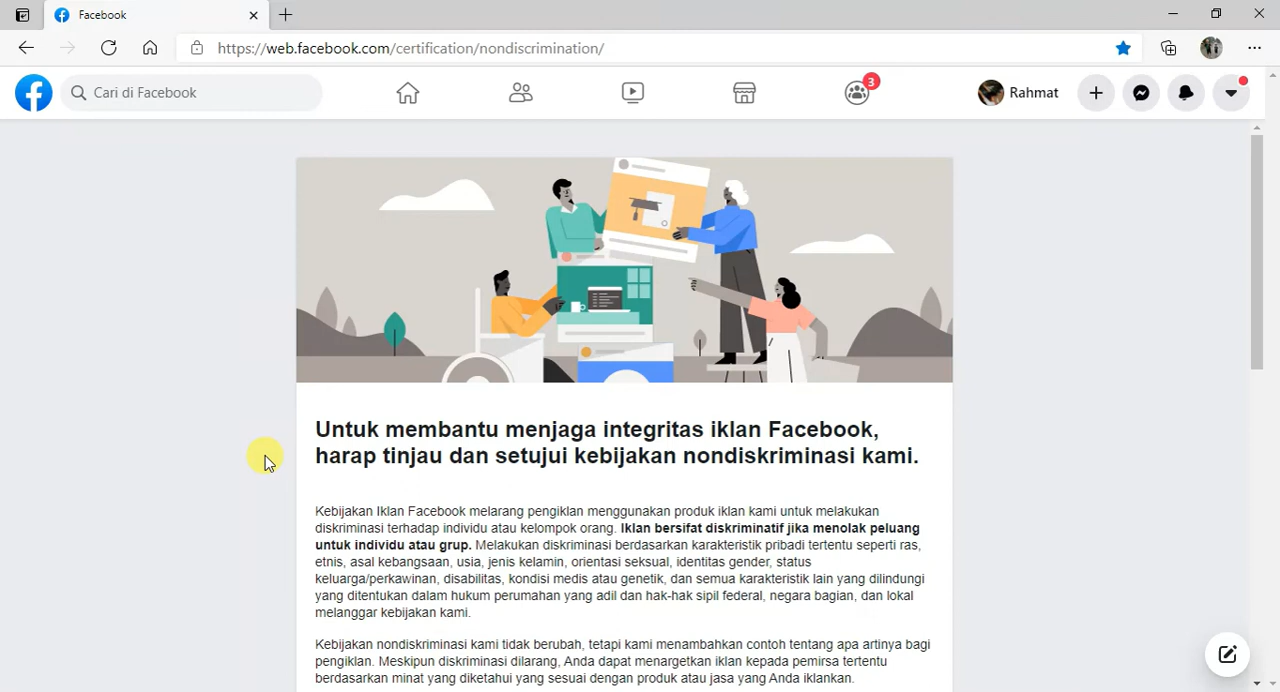 Facebook
https://web.facebook.com/certification/nondiscrimination/
Cari di Facebook
3
Rahmat
Untuk membantu menjaga integritas iklan Facebook,
harap tinjau dan setujui kebijakan nondiskriminasi kami.
Kebijakan Iklan Facebook melarang pengiklan menggunakan produk iklan kami untuk melakukan
diskriminasi terhadap individu atau kelompok orang. Iklan bersifat diskriminatif jika menolak peluang
untuk individu atau grup. Melakukan diskriminasi berdasarkan karakteristik pribadi tertentu seperti ras,
etnis, asal kebangsaan, usia, jenis kelamin, orientasi seksual, identitas gender, status
keluarga/perkawinan, disabilitas, kondisi medis atau genetik, dan semua karakteristik lain yang dilindungi
yang ditentukan dalam hukum perumahan yang adil dan hak-hak sipil federal, negara bagian, dan lokal
melanggar kebijakan kami.
Kebijakan nondiskriminasi kami tidak berubah, tetapi kami menambahkan contoh tentang apa artinya bagi
pengiklan. Meskipun diskriminasi dilarang, Anda dapat menargetkan iklan kepada pemirsa tertentu
berdasarkan minat yang diketahui yang sesuai dengan produk atau jasa yang Anda iklankan.